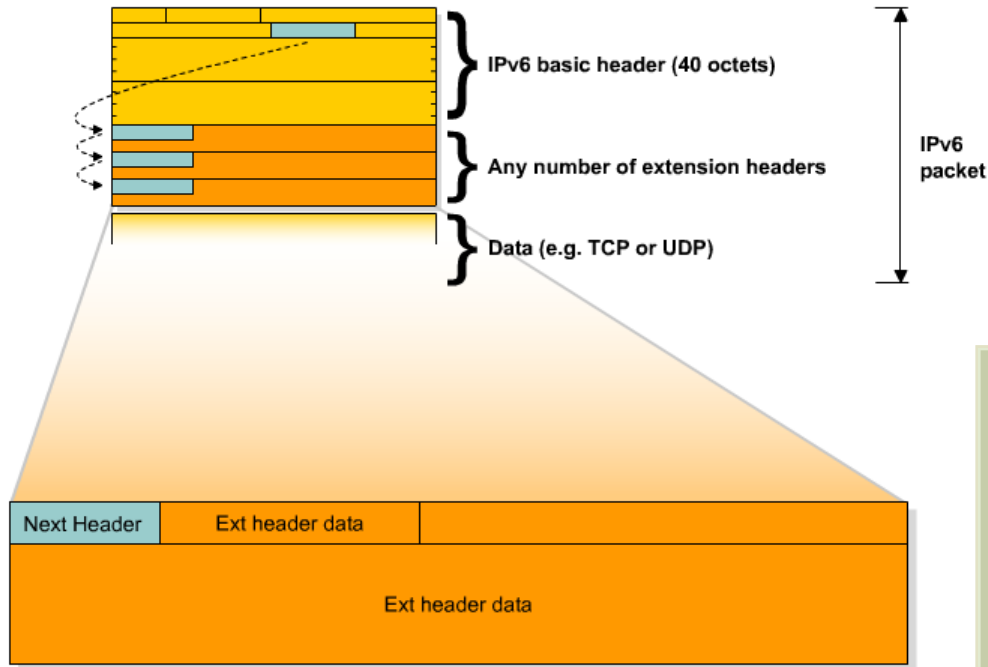 IPv6 basic header (40 octets)
Any number of extension headers
IPv6
packet
Data (e.g. TCP or UDP)
Next Header
Ext header data
Ext header data